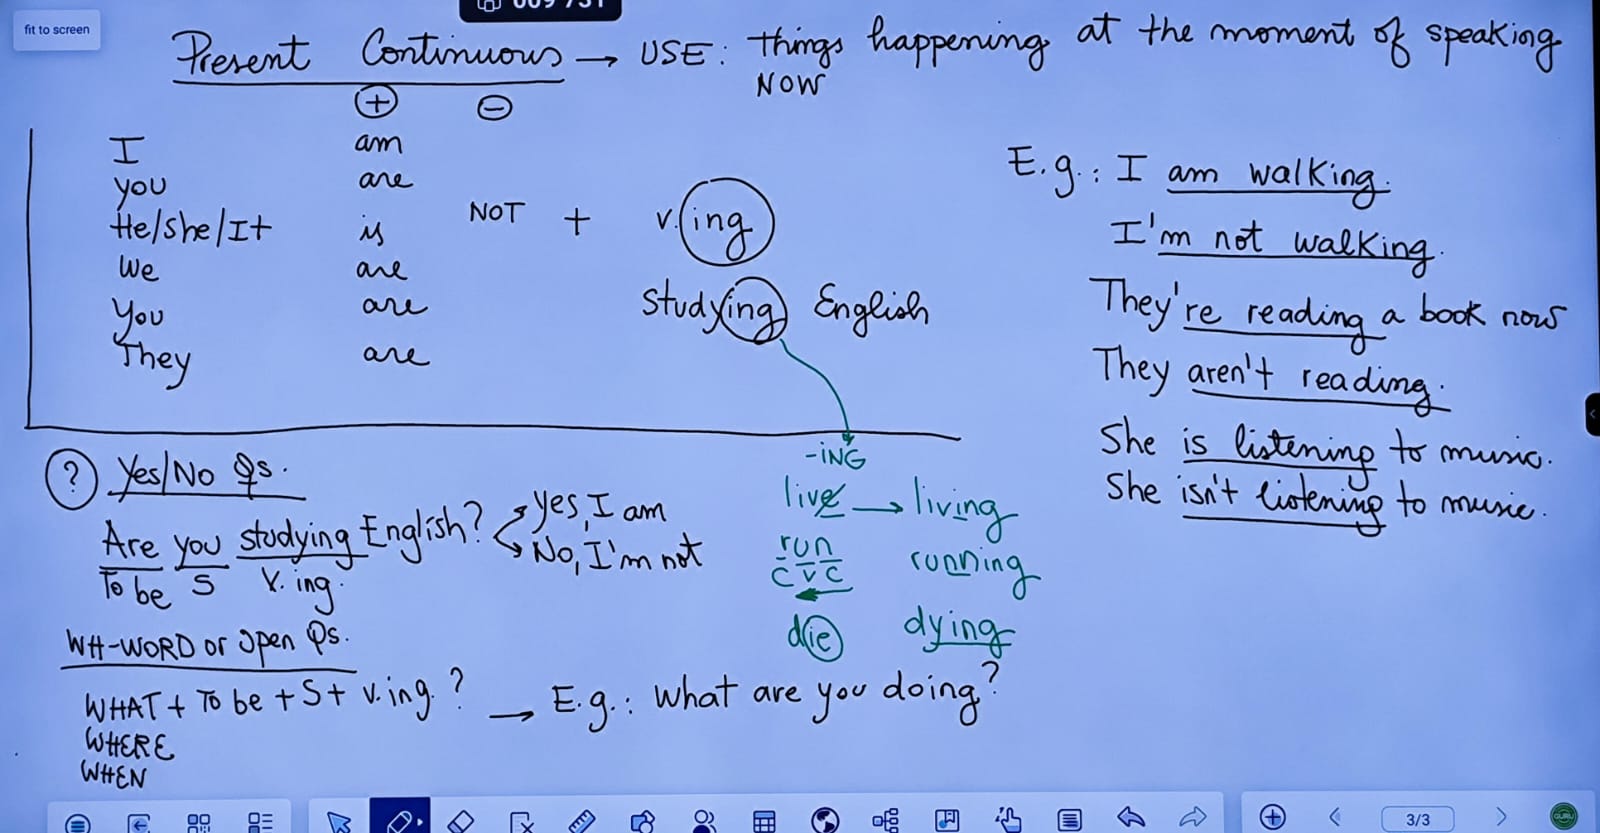 fit to screen
Present Continuous → USE: Things happening at the moment of speaking
NOW
+ -
I am
you are
He/she/It is NOT + v.ing
We are
You are studying English
They are
E.g.: I am walking.
I'm not walking.
They're reading a book now
They aren't reading.
She is listening to music.
She isn't listening to music.
? Yes/No Qs.
Are you studying English? Yes, I am
No, I'm not
To be S V. ing.
-ING
live → living
run running
C V C
die dying
WH-WORD or Open Qs.
WHAT + To be + S + v.ing.? → E.g.: What are you doing?
WHERE
WHEN
3/3
GURU